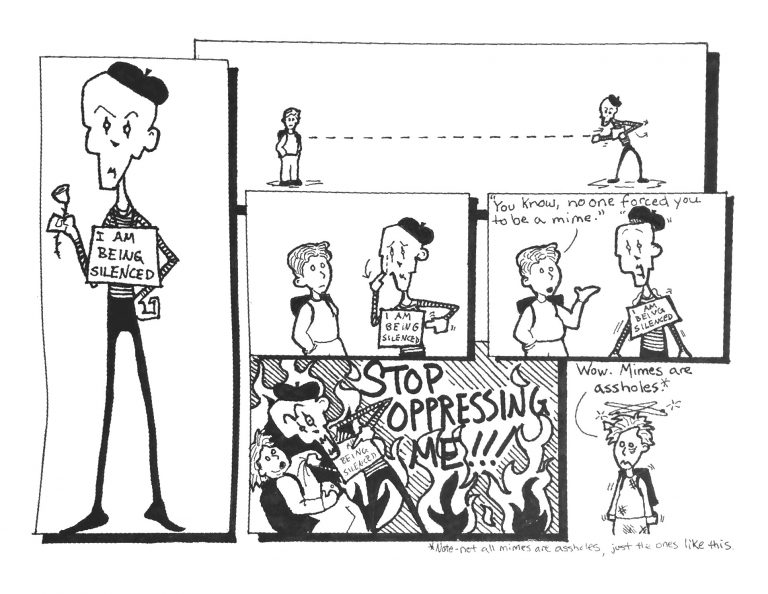 I AM
BEING
SILENCED
I AM
BEING
SILENCED
"You know, no one forced you
to be a mime."
I AM
BEING
SILENCED
STOP
OPPRESSING
ME!!!
BEING
SILENCED
Wow. Mimes are
assholes*
*Note-not all mimes are assholes, just the ones like this.